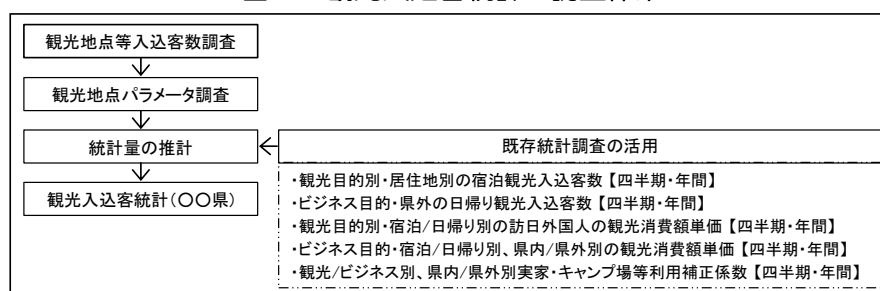 観光地点等入込客数調査
観光地点パラメータ調査
統計量の推計
既存統計調査の活用
観光入込客統計(〇〇県)
・観光目的別・居住地別の宿泊観光入込客数【四半期・年間】
・ビジネス目的・県外の日帰り観光入込客数【四半期・年間】
・観光目的別・宿泊/日帰り別の訪日外国人の観光消費額単価【四半期・年間】
・ビジネス目的・宿泊/日帰り別、県内/県外別の観光消費額単価【四半期・年間】
・観光/ビジネス別、県内/県外別実家・キャンプ場等利用補正係数【四半期・年間】